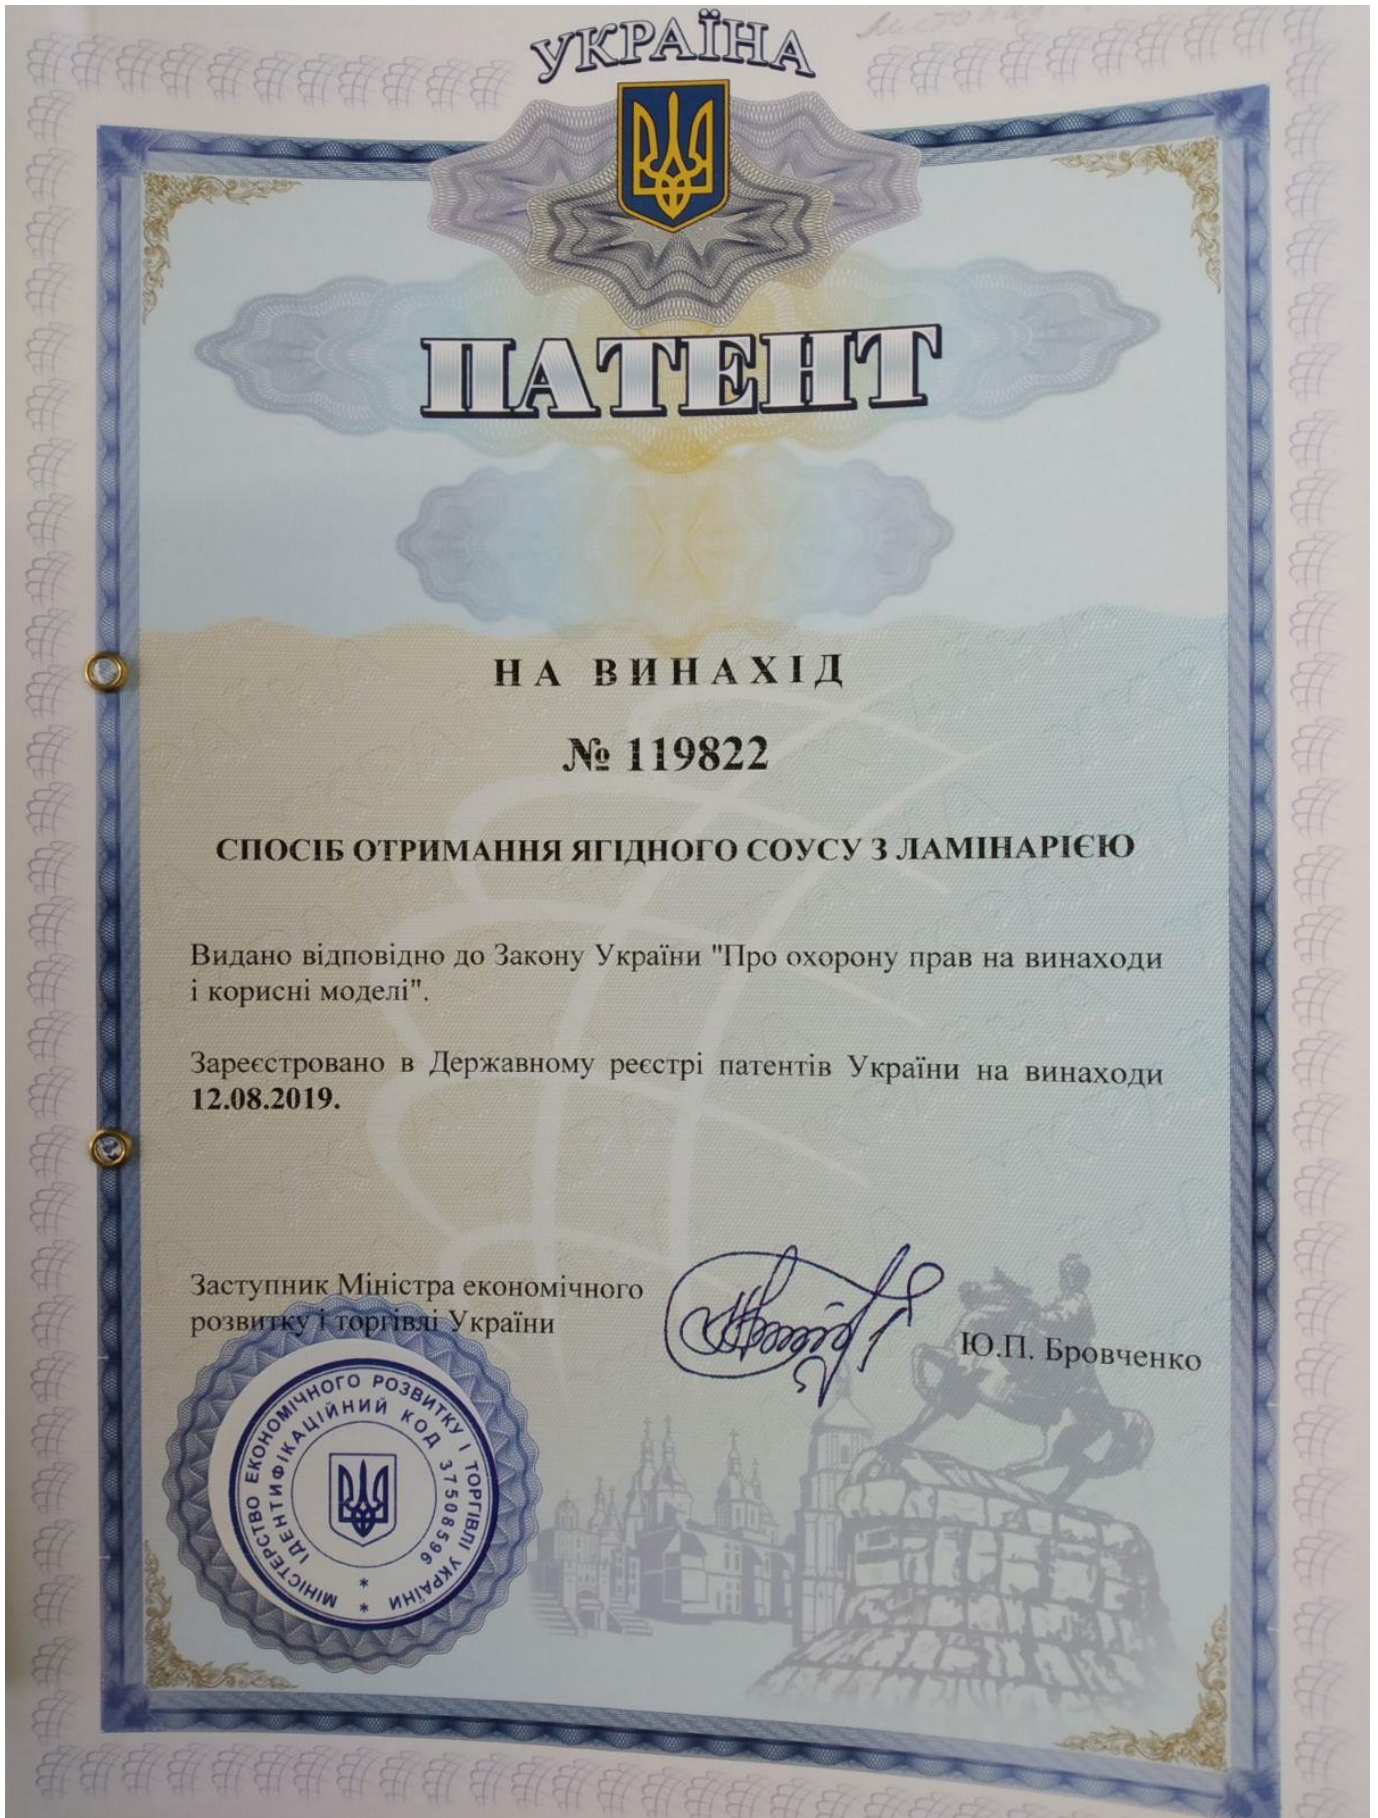 УКРАЇНА
ПАТЕНТ
НА ВИНАХІД
№ 119822
СПОСІБ ОТРИМАННЯ ЯГІДНОГО СОУСУ З ЛАМІНАРІЄЮ
Видано відповідно до Закону України "Про охорону прав на винаходи
і корисні моделі".
Зареєстровано в Державному реєстрі патентів України на винаходи
12.08.2019.
Заступник Міністра економічного
розвитку і торгівлі України
Ю.П. Бровченко
МІНІСТЕРСТВО ЕКОНОМІЧНОГО РОЗВИТКУ І ТОРГІВЛІ УКРАЇНИ *
ІДЕНТИФІКАЦІЙНИЙ КОД 37508596 *